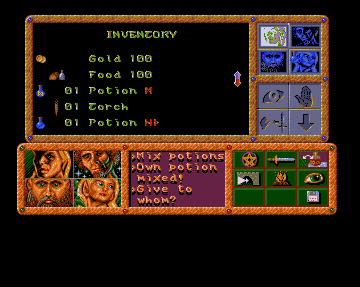 INVENTORY
Gold 100
Food 100
01 Potion M
01 Torch
01 Potion N
Mix potions
Own potion
mixed!
Give to
whom?